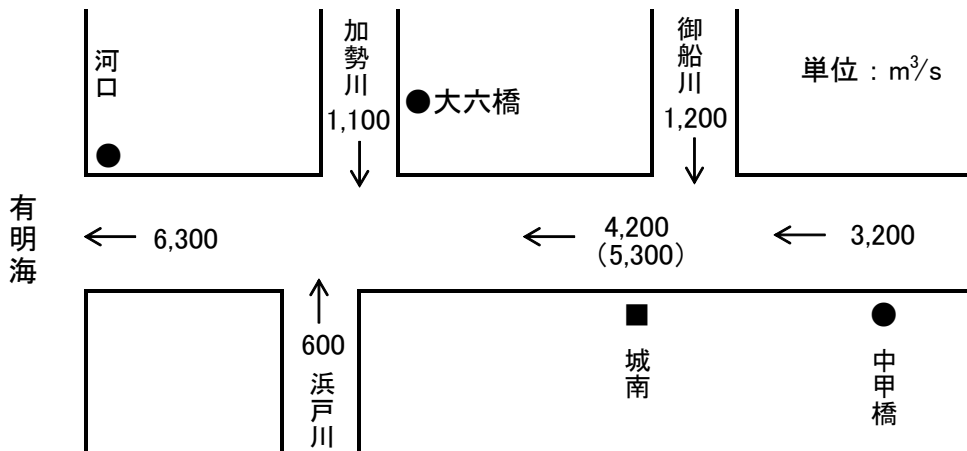 河口
加勢川
1,100
大六橋
御船川
1,200
単位：m³/s
有明海
6,300
4,200
（5,300）
3,200
600
浜戸川
城南
中甲橋